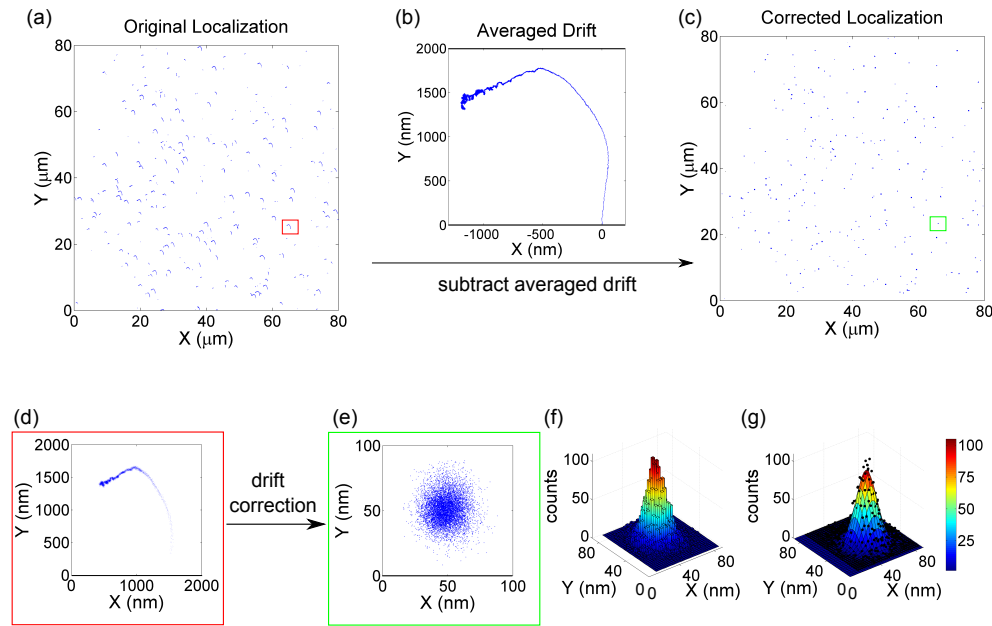 (a)
Original Localization
80
60
40
20
0
Y (μm)
0 20 40 60 80
X (μm)
(b)
Averaged Drift
2000
1500
1000
500
0
Y (nm)
-1000 -500 0
X (nm)
subtract averaged drift
(c)
Corrected Localization
80
60
40
20
0
Y (μm)
0 20 40 60 80
X (μm)
(d)
2000
1500
1000
500
0
Y (nm)
0 1000 2000
X (nm)
drift
correction
(e)
100
50
0
Y (nm)
0 50 100
X (nm)
(f)
100
50
0
counts
80
40
0
Y (nm)
0
40
80
X (nm)
(g)
100
50
0
counts
80
40
0
Y (nm)
0
40
80
X (nm)
100
75
50
25